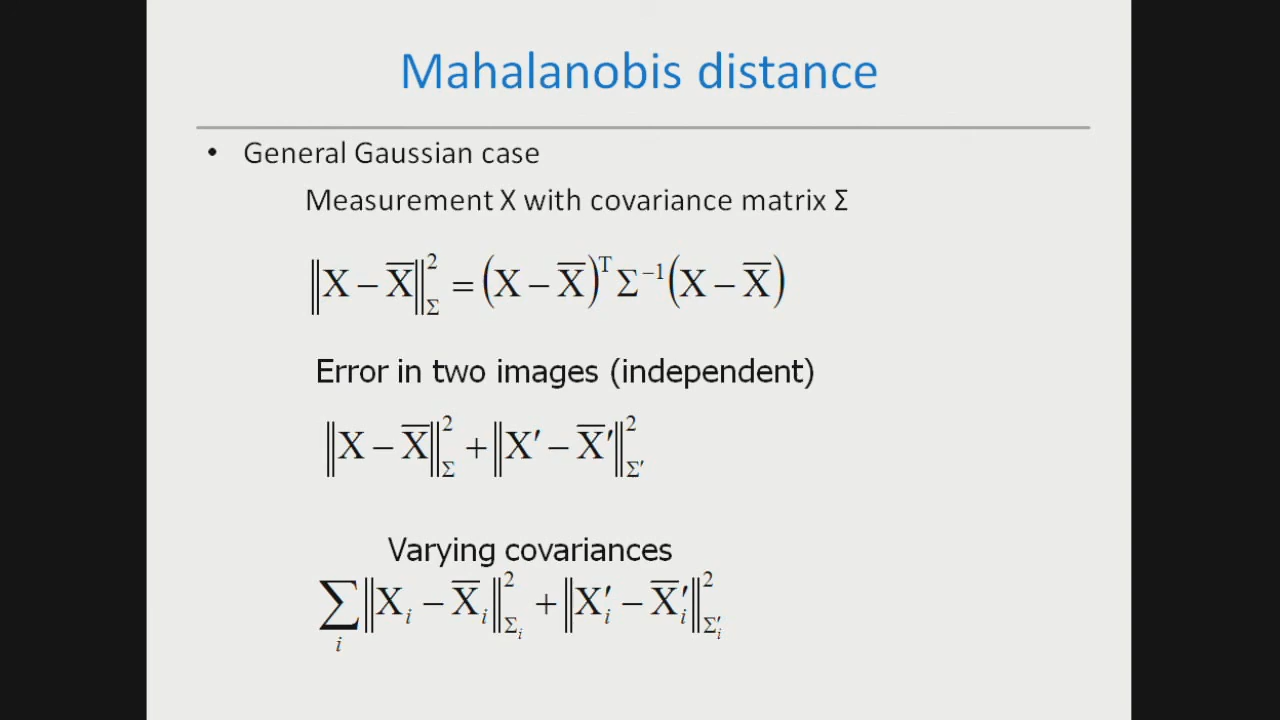 Mahalanobis distance
• General Gaussian case
Measurement X with covariance matrix Σ
‖X − X̅‖²_Σ = (X − X̅)ᵀ Σ⁻¹ (X − X̅)
Error in two images (independent)
‖X − X̅‖²_Σ + ‖X′ − X̅′‖²_Σ′
Varying covariances
∑_i ‖X_i − X̅_i‖²_Σ_i + ‖X′_i − X̅′_i‖²_Σ′_i